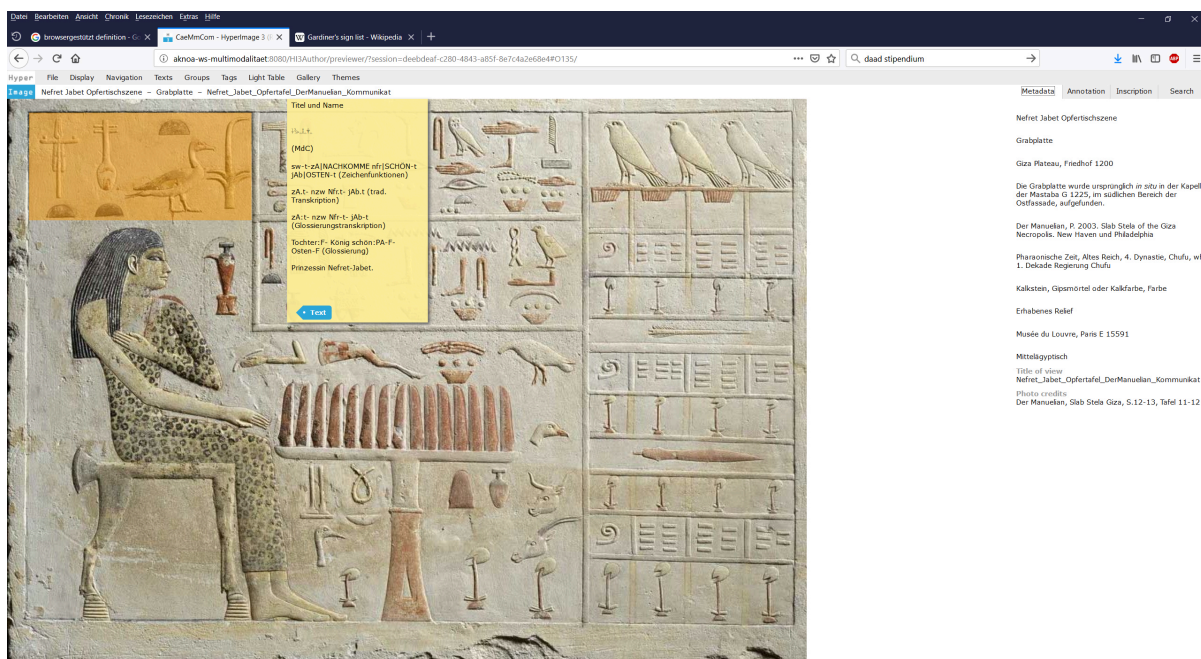 Datei Bearbeiten Ansicht Chronik Lesezeichen Extras Hilfe
browsergestützt definition - Go
CaeMmCom - HyperImage 3 (F
Gardiner's sign list - Wikipedia
aknoa-ws-multimodalitaet:8080/HI3Author/previewer/?session=deebdeaf-c280-4843-a85f-8e7c4a2e68e4#O135/
daad stipendium
Hyper File Display Navigation Texts Groups Tags Light Table Gallery Themes
Image Nefret Jabet Opfertischszene – Grabplatte – Nefret_Jabet_Opfertafel_DerManuelian_Kommunikat
Metadata Annotation Inscription Search
Titel und Name
(MdC)
sw-t-zA|NACHKOMME nfr|SCHÖN-t
jAb|OSTEN-t (Zeichenfunktionen)
zA.t- nzw Nfr.t- jAb.t (trad.
Transkription)
zA:t- nzw Nfr-t- jAb-t
(Glossierungstranskription)
Tochter:F- König schön:PA-F-
Osten-F (Glossierung)
Prinzessin Nefret-Jabet.
Text
Nefret Jabet Opfertischszene
Grabplatte
Giza Plateau, Friedhof 1200
Die Grabplatte wurde ursprünglich in situ in der Kapell
der Mastaba G 1225, im südlichen Bereich der
Ostfassade, aufgefunden.
Der Manuelian, P. 2003. Slab Stela of the Giza
Necropolis. New Haven und Philadelphia
Pharaonische Zeit, Altes Reich, 4. Dynastie, Chufu, wh
1. Dekade Regierung Chufu
Kalkstein, Gipsmörtel oder Kalkfarbe, Farbe
Erhabenes Relief
Musée du Louvre, Paris E 15591
Mittelägyptisch
Title of view
Nefret_Jabet_Opfertafel_DerManuelian_Kommunikat
Photo credits
Der Manuelian, Slab Stela Giza, S.12-13, Tafel 11-12